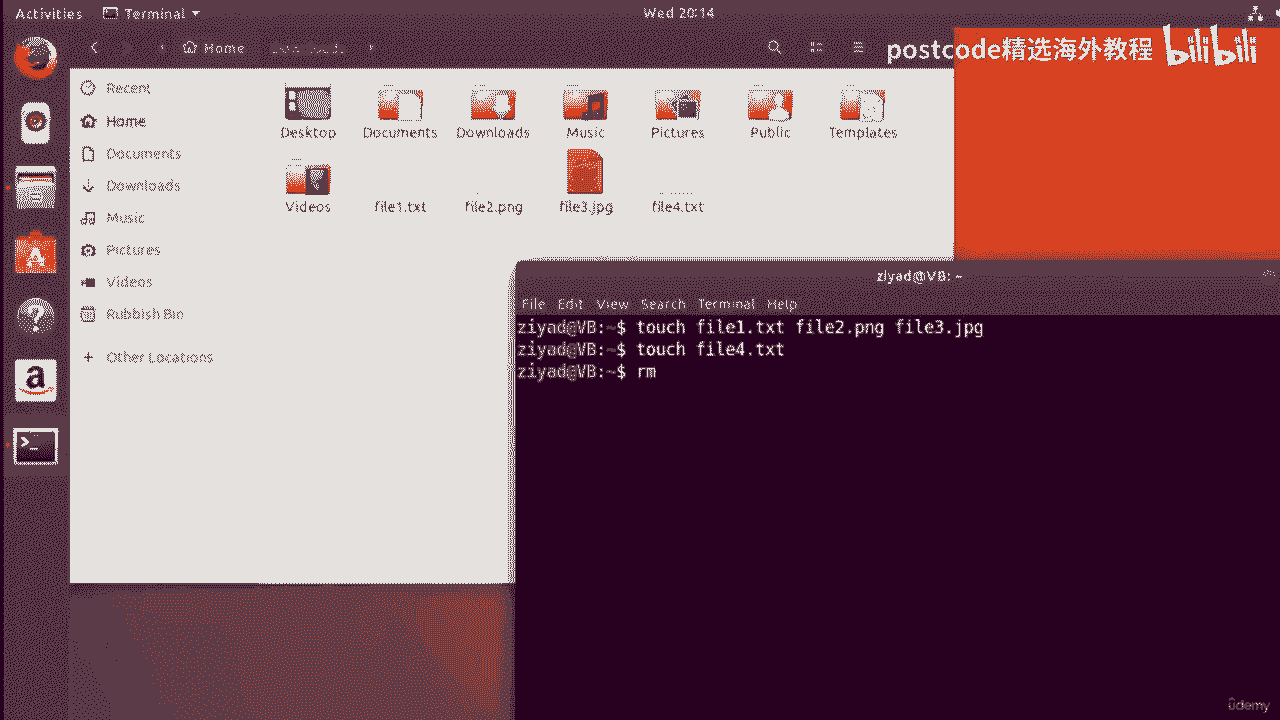 Activities Terminal Wed 20:14
Home
postcode精选海外教程 bilibili
Recent
Home
Documents
Downloads
Music
Pictures
Videos
Rubbish Bin
Other Locations
Desktop Documents Downloads Music Pictures Public Templates
Videos file1.txt file2.png file3.jpg file4.txt
ziyad@VB: ~
File Edit View Search Terminal Help
ziyad@VB:~$ touch file1.txt file2.png file3.jpg
ziyad@VB:~$ touch file4.txt
ziyad@VB:~$ rm
ûdemy